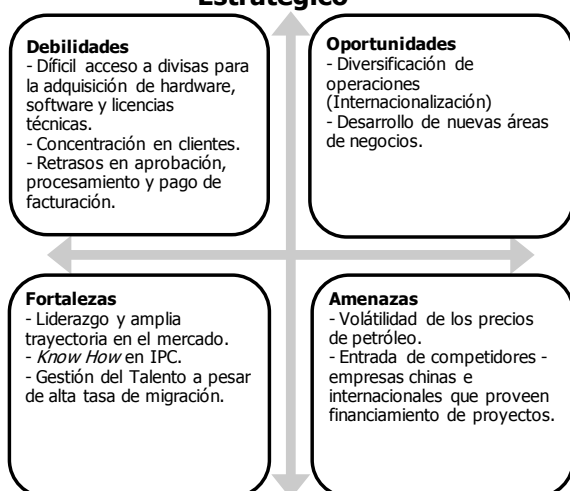 Estratégico
Debilidades
- Díficil acceso a divisas para
la adquisición de hardware,
software y licencias
técnicas.
- Concentración en clientes.
- Retrasos en aprobación,
procesamiento y pago de
facturación.
Oportunidades
- Diversificación de
operaciones
(Internacionalización)
- Desarrollo de nuevas áreas
de negocios.
Fortalezas
- Liderazgo y amplia
trayectoria en el mercado.
- Know How en IPC.
- Gestión del Talento a pesar
de alta tasa de migración.
Amenazas
- Volátilidad de los precios
de petróleo.
- Entrada de competidores -
empresas chinas e
internacionales que proveen
financiamiento de proyectos.